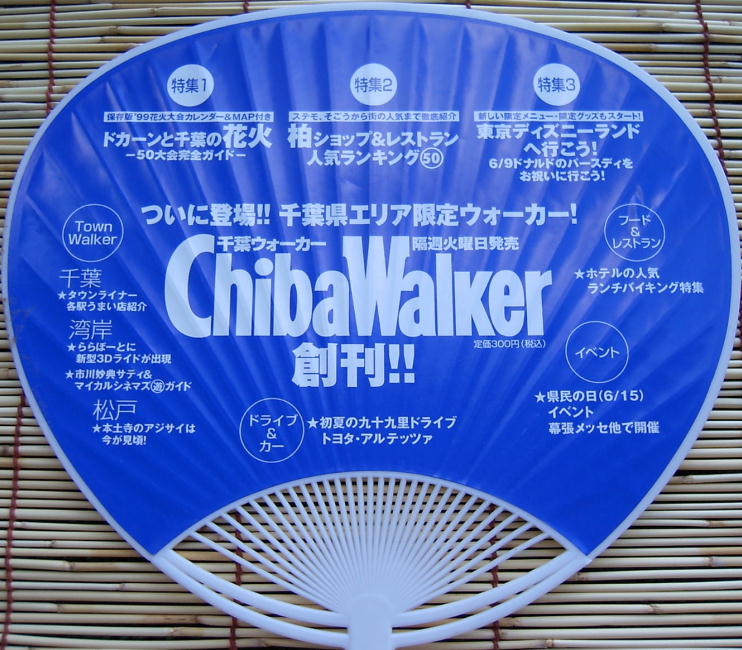 特集1
保存版'99花火大会カレンダー&MAP付き
ドカーンと千葉の花火
−50大会完全ガイド−
特集2
ステモ、そごうから街の人気まで徹底紹介
柏ショップ&レストラン
人気ランキング㊿
特集3
新しい限定メニュー・限定グッズもスタート!
東京ディズニーランド
へ行こう!
6/9ドナルドのバースディを
お祝いに行こう!
ついに登場!! 千葉県エリア限定ウォーカー!
千葉ウォーカー
隔週火曜日発売
ChibaWalker
定価300円(税込)
創刊!!
Town
Walker
千葉
★タウンライナー
各駅うまい店紹介
湾岸
★ららぽーとに
新型3Dライドが出現
★市川妙典サティ&
マイカルシネマズ遊ガイド
松戸
★本土寺のアジサイは
今が見頃!
ドライブ
&
カー
★初夏の九十九里ドライブ
トヨタ・アルテッツァ
フード
&
レストラン
★ホテルの人気
ランチバイキング特集
イベント
★県民の日(6/15)
イベント
幕張メッセ他で開催